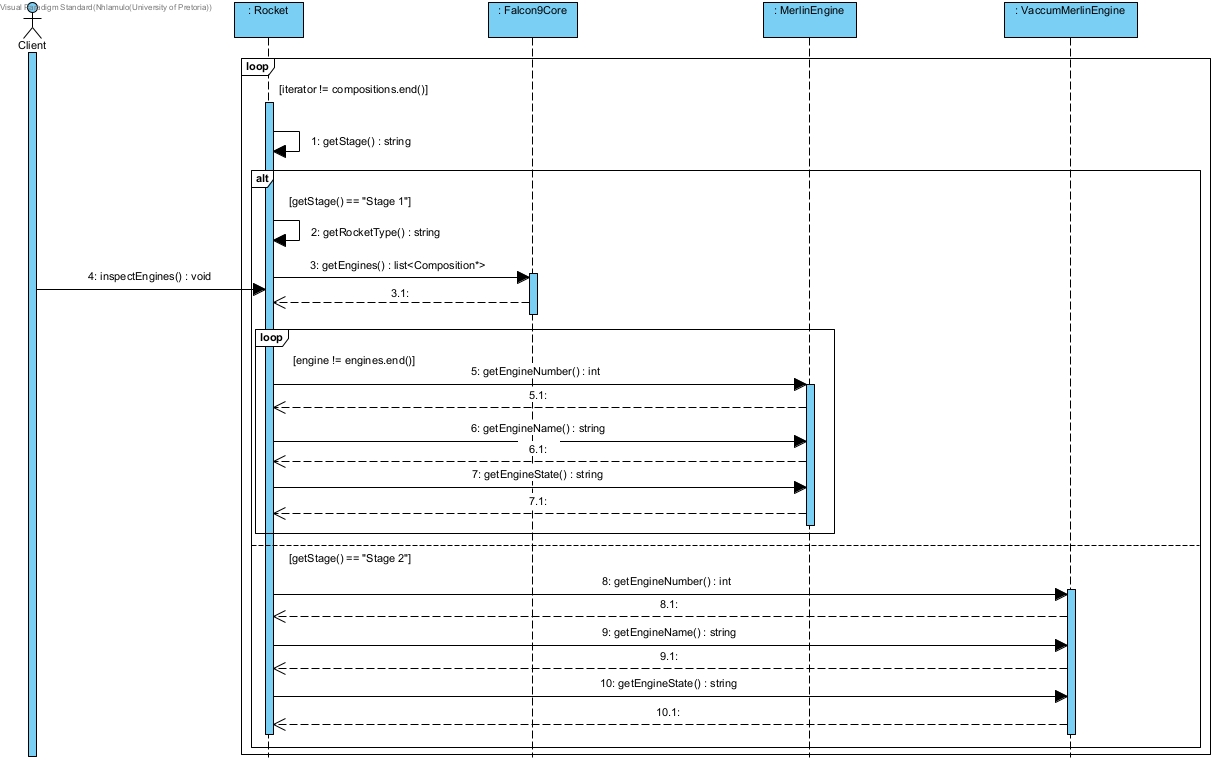 Visual Paradigm Standard(Nhlamulo(University of Pretoria))
: Rocket
: Falcon9Core
: MerlinEngine
: VaccumMerlinEngine
Client
loop
[iterator != compositions.end()]
1: getStage() : string
alt
[getStage() == "Stage 1"]
2: getRocketType() : string
3: getEngines() : list<Composition*>
4: inspectEngines() : void
3.1:
loop
[engine != engines.end()]
5: getEngineNumber() : int
5.1:
6: getEngineName() : string
6.1:
7: getEngineState() : string
7.1:
[getStage() == "Stage 2"]
8: getEngineNumber() : int
8.1:
9: getEngineName() : string
9.1:
10: getEngineState() : string
10.1: